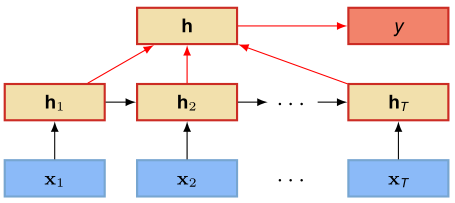 h y
h1 h2 ... hT
x1 x2 ... xT